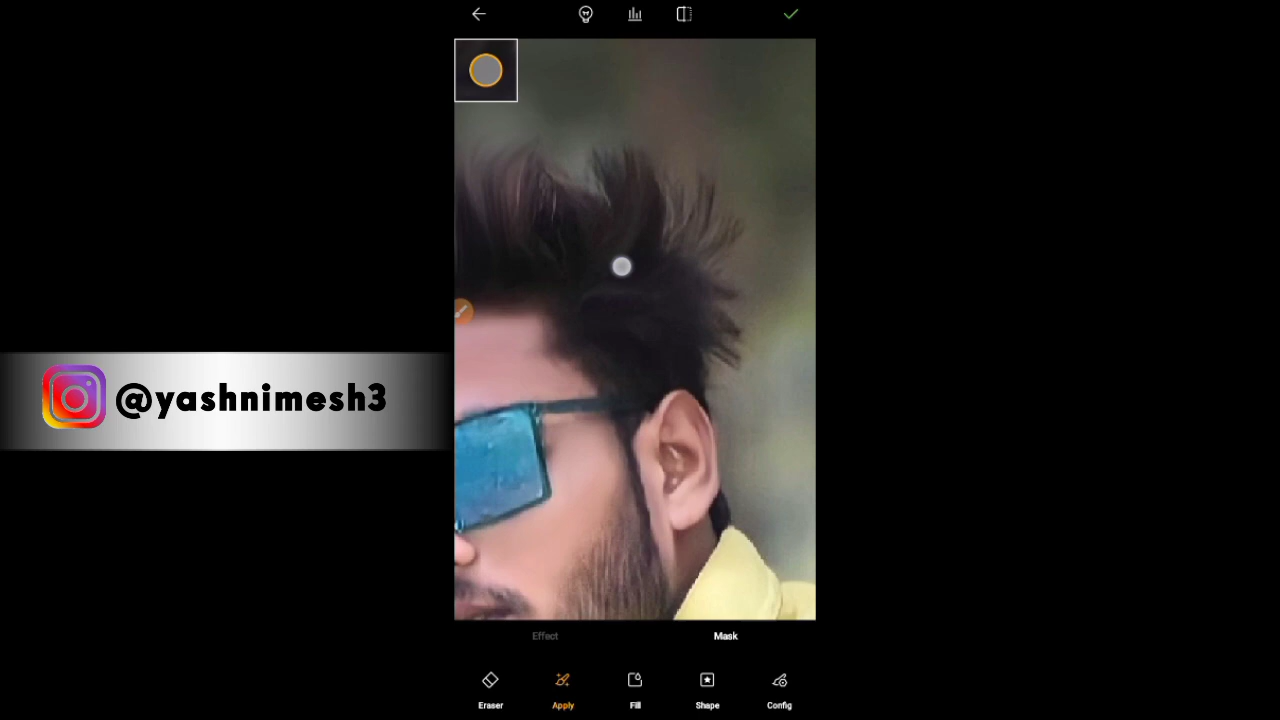 @yashnimesh3
Effect
Mask
Eraser
Apply
Fill
Shape
Config